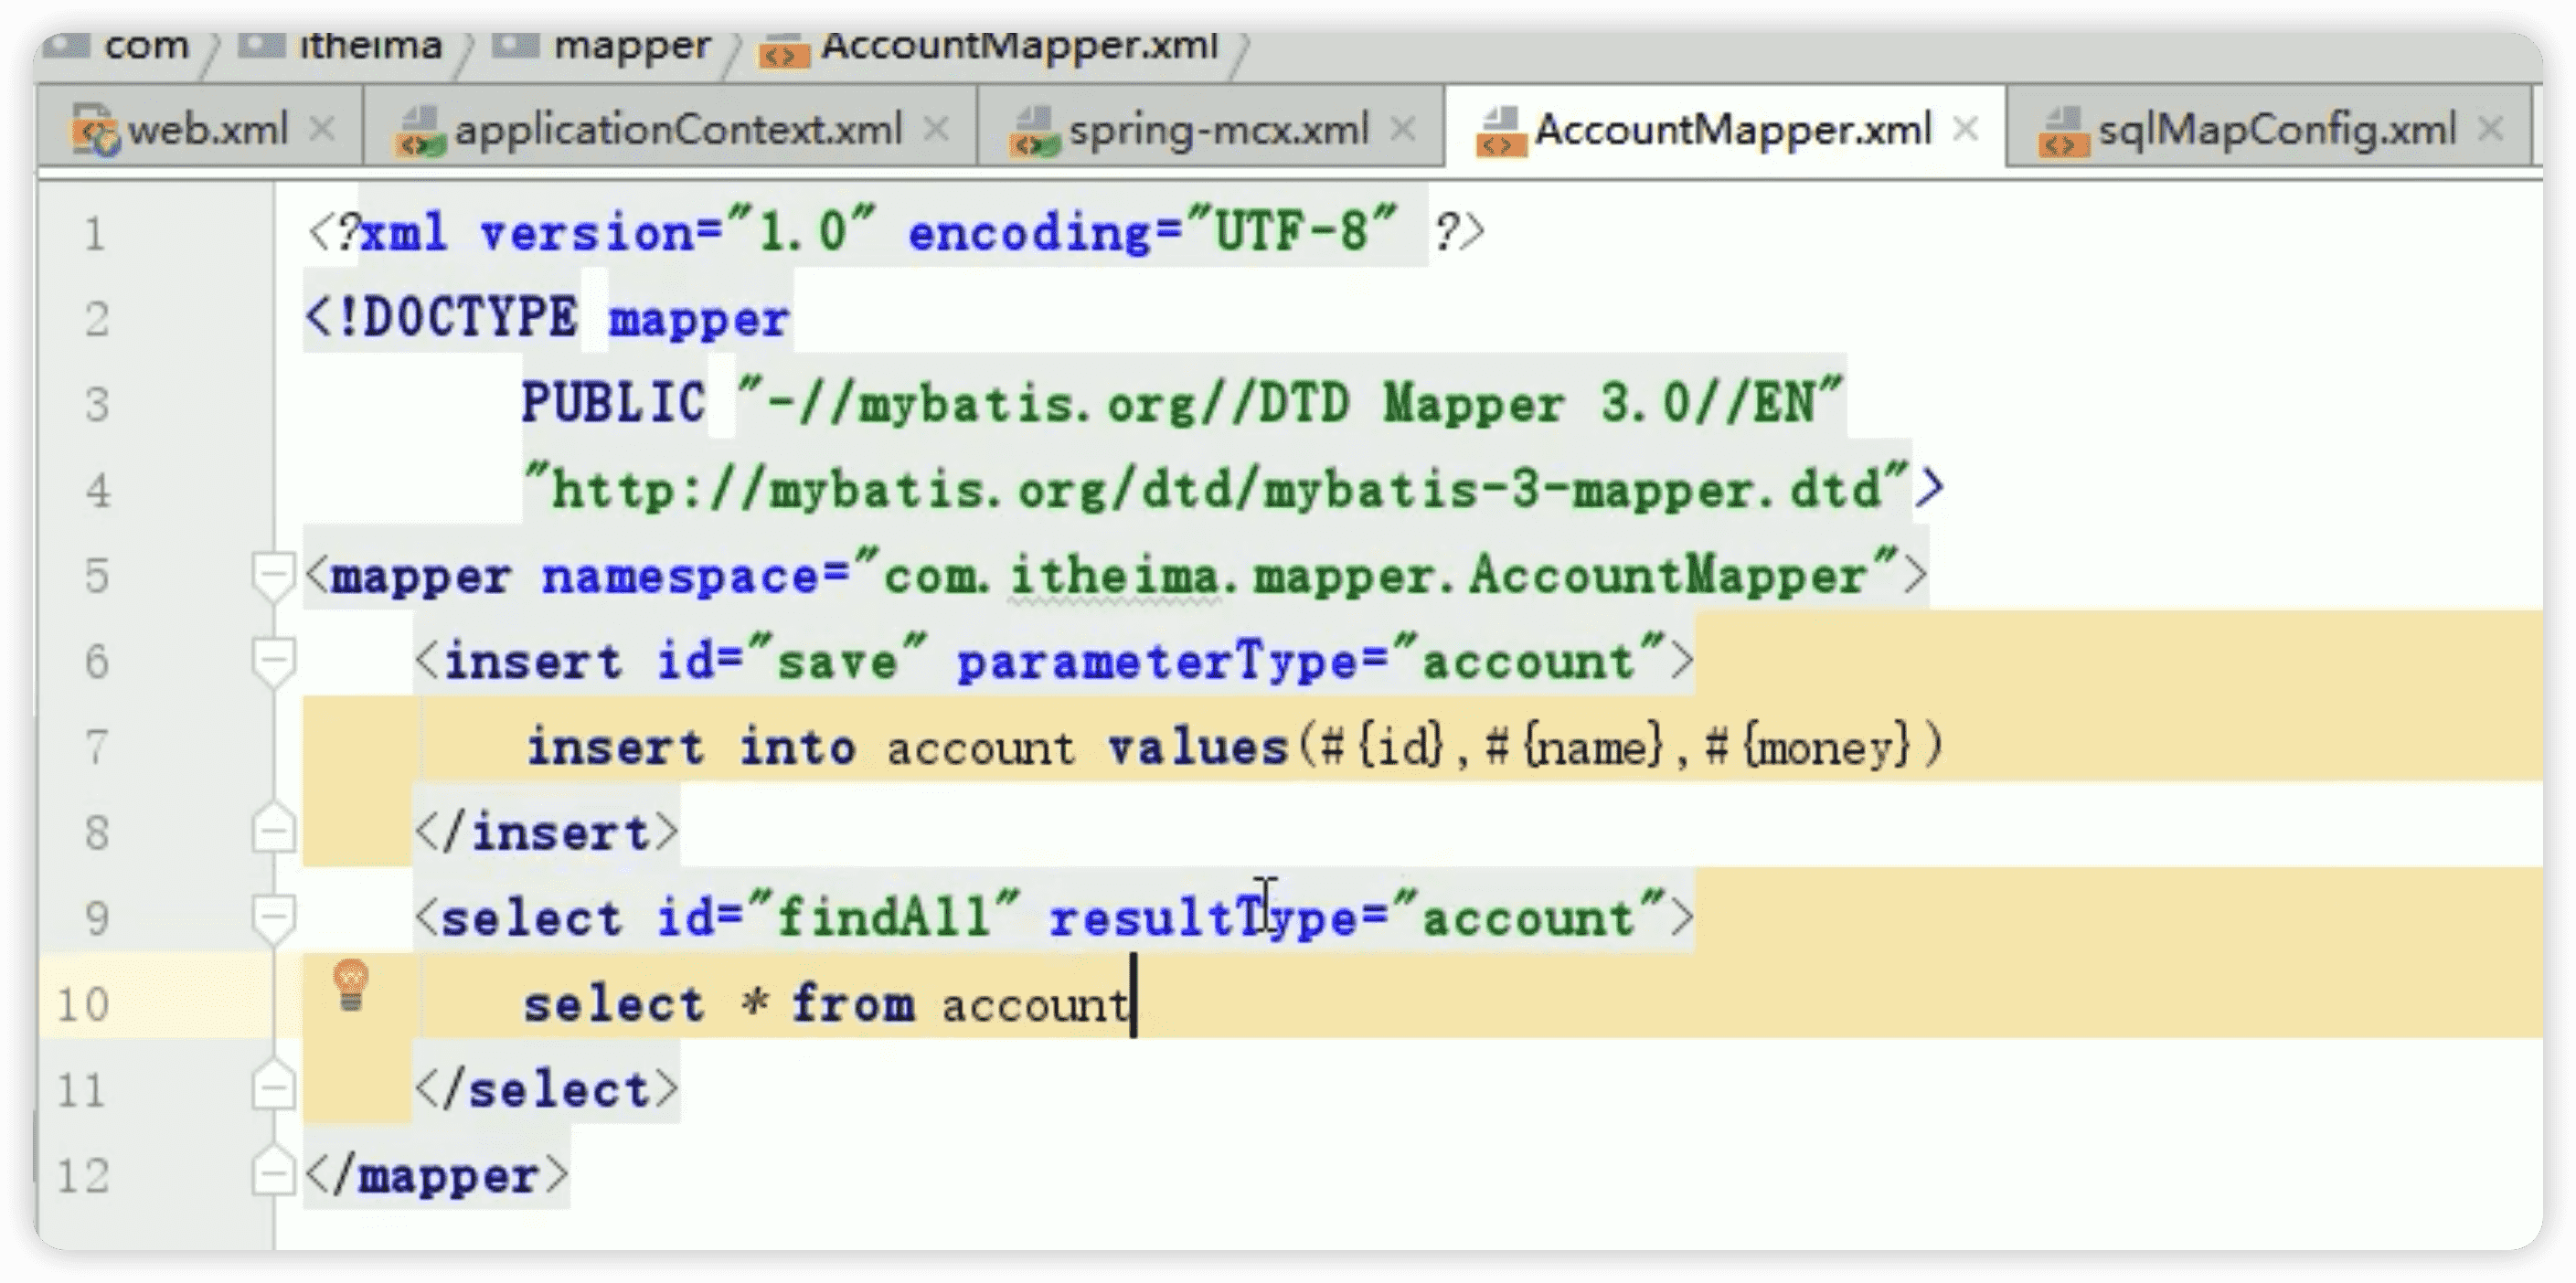 com itheima mapper AccountMapper.xml
web.xml applicationContext.xml spring-mcx.xml AccountMapper.xml sqlMapConfig.xml
1 <?xml version="1.0" encoding="UTF-8" ?>
2 <!DOCTYPE mapper
3 PUBLIC "-//mybatis.org//DTD Mapper 3.0//EN"
4 "http://mybatis.org/dtd/mybatis-3-mapper.dtd">
5 <mapper namespace="com.itheima.mapper.AccountMapper">
6 <insert id="save" parameterType="account">
7 insert into account values(#{id},#{name},#{money})
8 </insert>
9 <select id="findAll" resultType="account">
10 select * from account
11 </select>
12 </mapper>